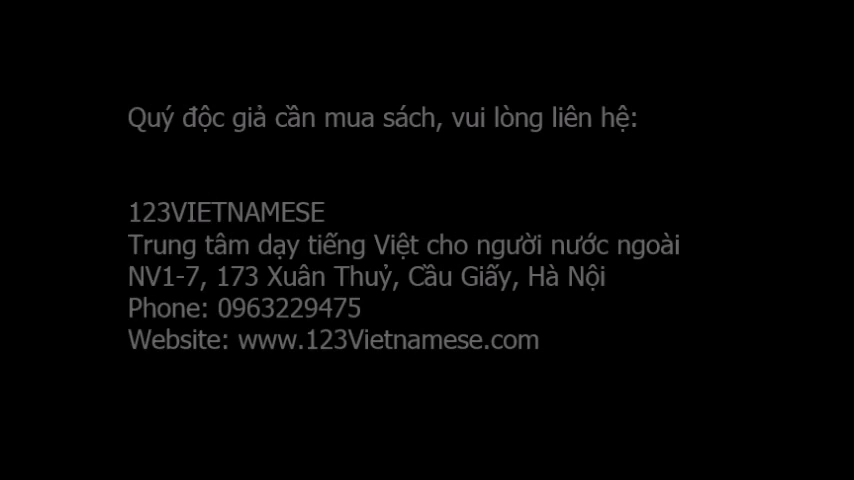 Quý độc giả cần mua sách, vui lòng liên hệ:
123VIETNAMESE
Trung tâm dạy tiếng Việt cho người nước ngoài
NV1-7, 173 Xuân Thuỷ, Cầu Giấy, Hà Nội
Phone: 0963229475
Website: www.123Vietnamese.com